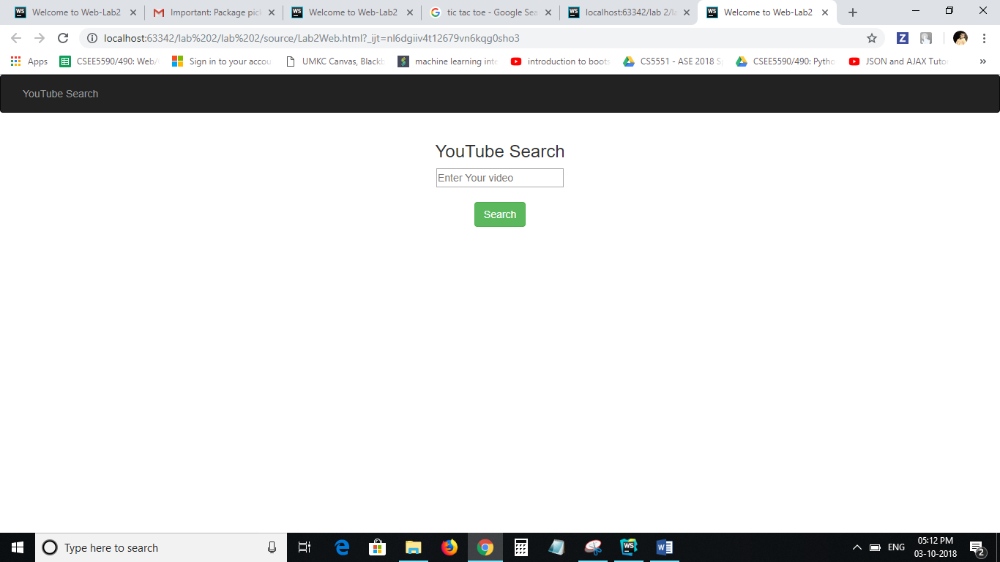 Welcome to Web-Lab2
Important: Package pic
Welcome to Web-Lab2
tic tac toe - Google Sea
localhost:63342/lab 2/la
Welcome to Web-Lab2
localhost:63342/lab%202/lab%202/source/Lab2Web.html?_ijt=nl6dgiiv4t12679vn6kqg0sho3
Apps
CSEE5590/490: Web/
Sign in to your accou
UMKC Canvas, Blackb
machine learning inte
introduction to boots
CS5551 - ASE 2018 S
CSEE5590/490: Pytho
JSON and AJAX Tutor
YouTube Search
YouTube Search
Enter Your video
Search
Type here to search
ENG
05:12 PM
03-10-2018
2